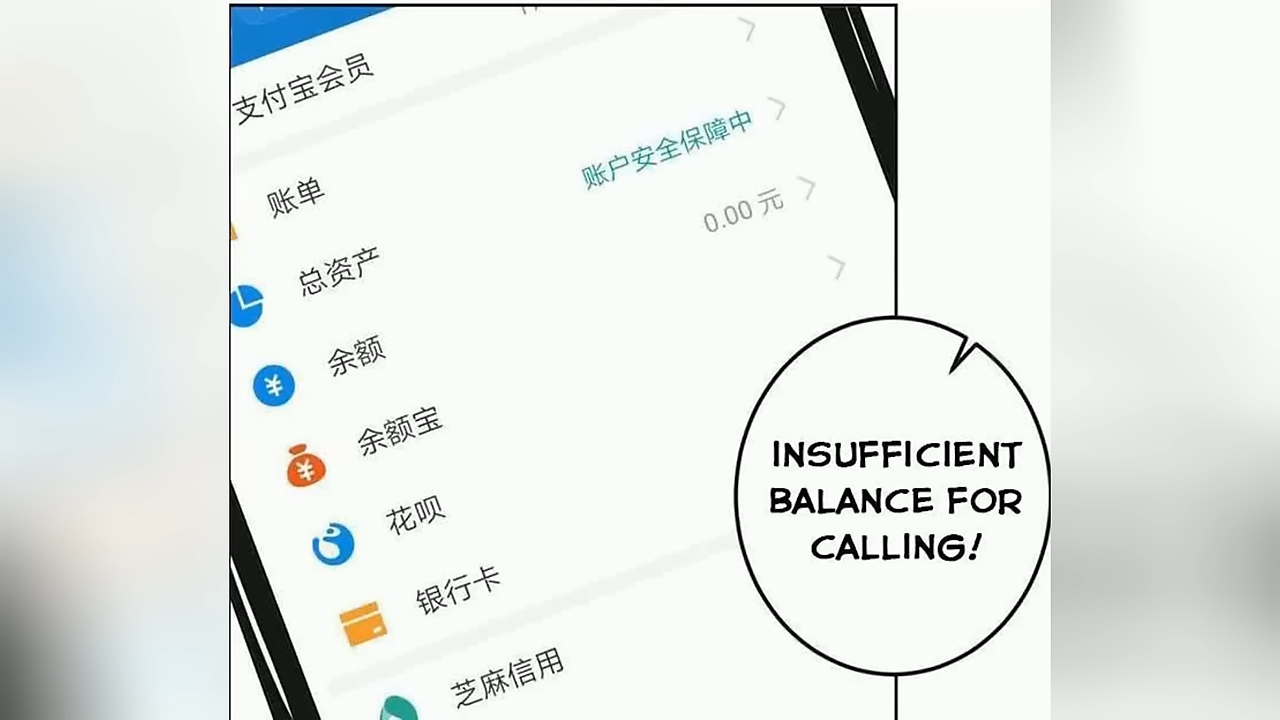 支付宝会员
账单
账户安全保障中
总资产
0.00 元
余额
余额宝
花呗
银行卡
芝麻信用
INSUFFICIENT
BALANCE FOR
CALLING!